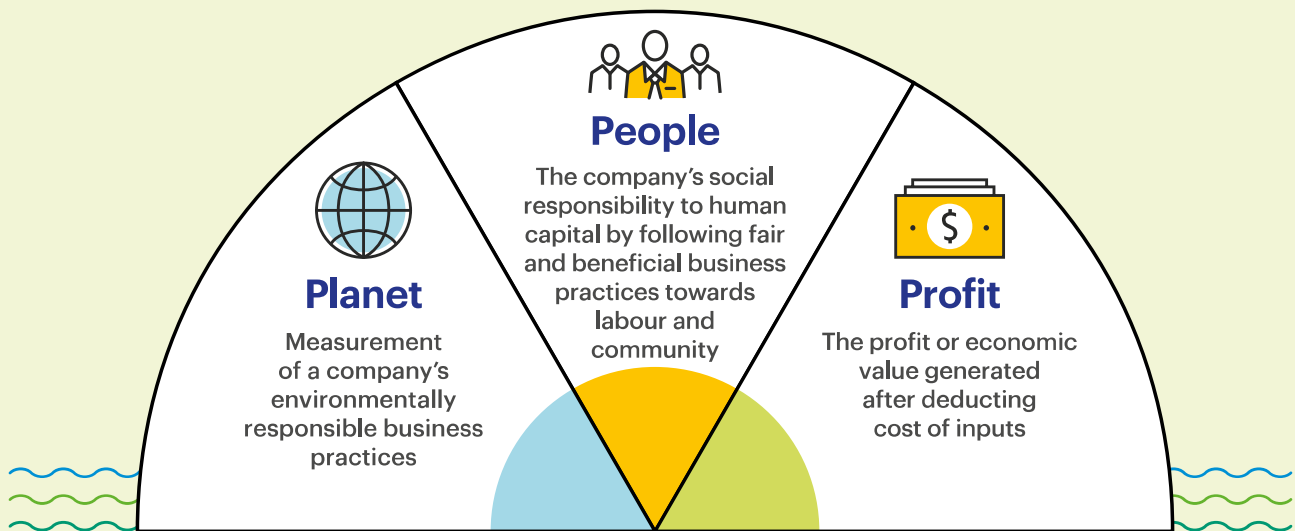 Planet
Measurement
of a company's
environmentally
responsible business
practices
People
The company's social
responsibility to human
capital by following fair
and beneficial business
practices towards
labour and
community
$
Profit
The profit or economic
value generated
after deducting
cost of inputs